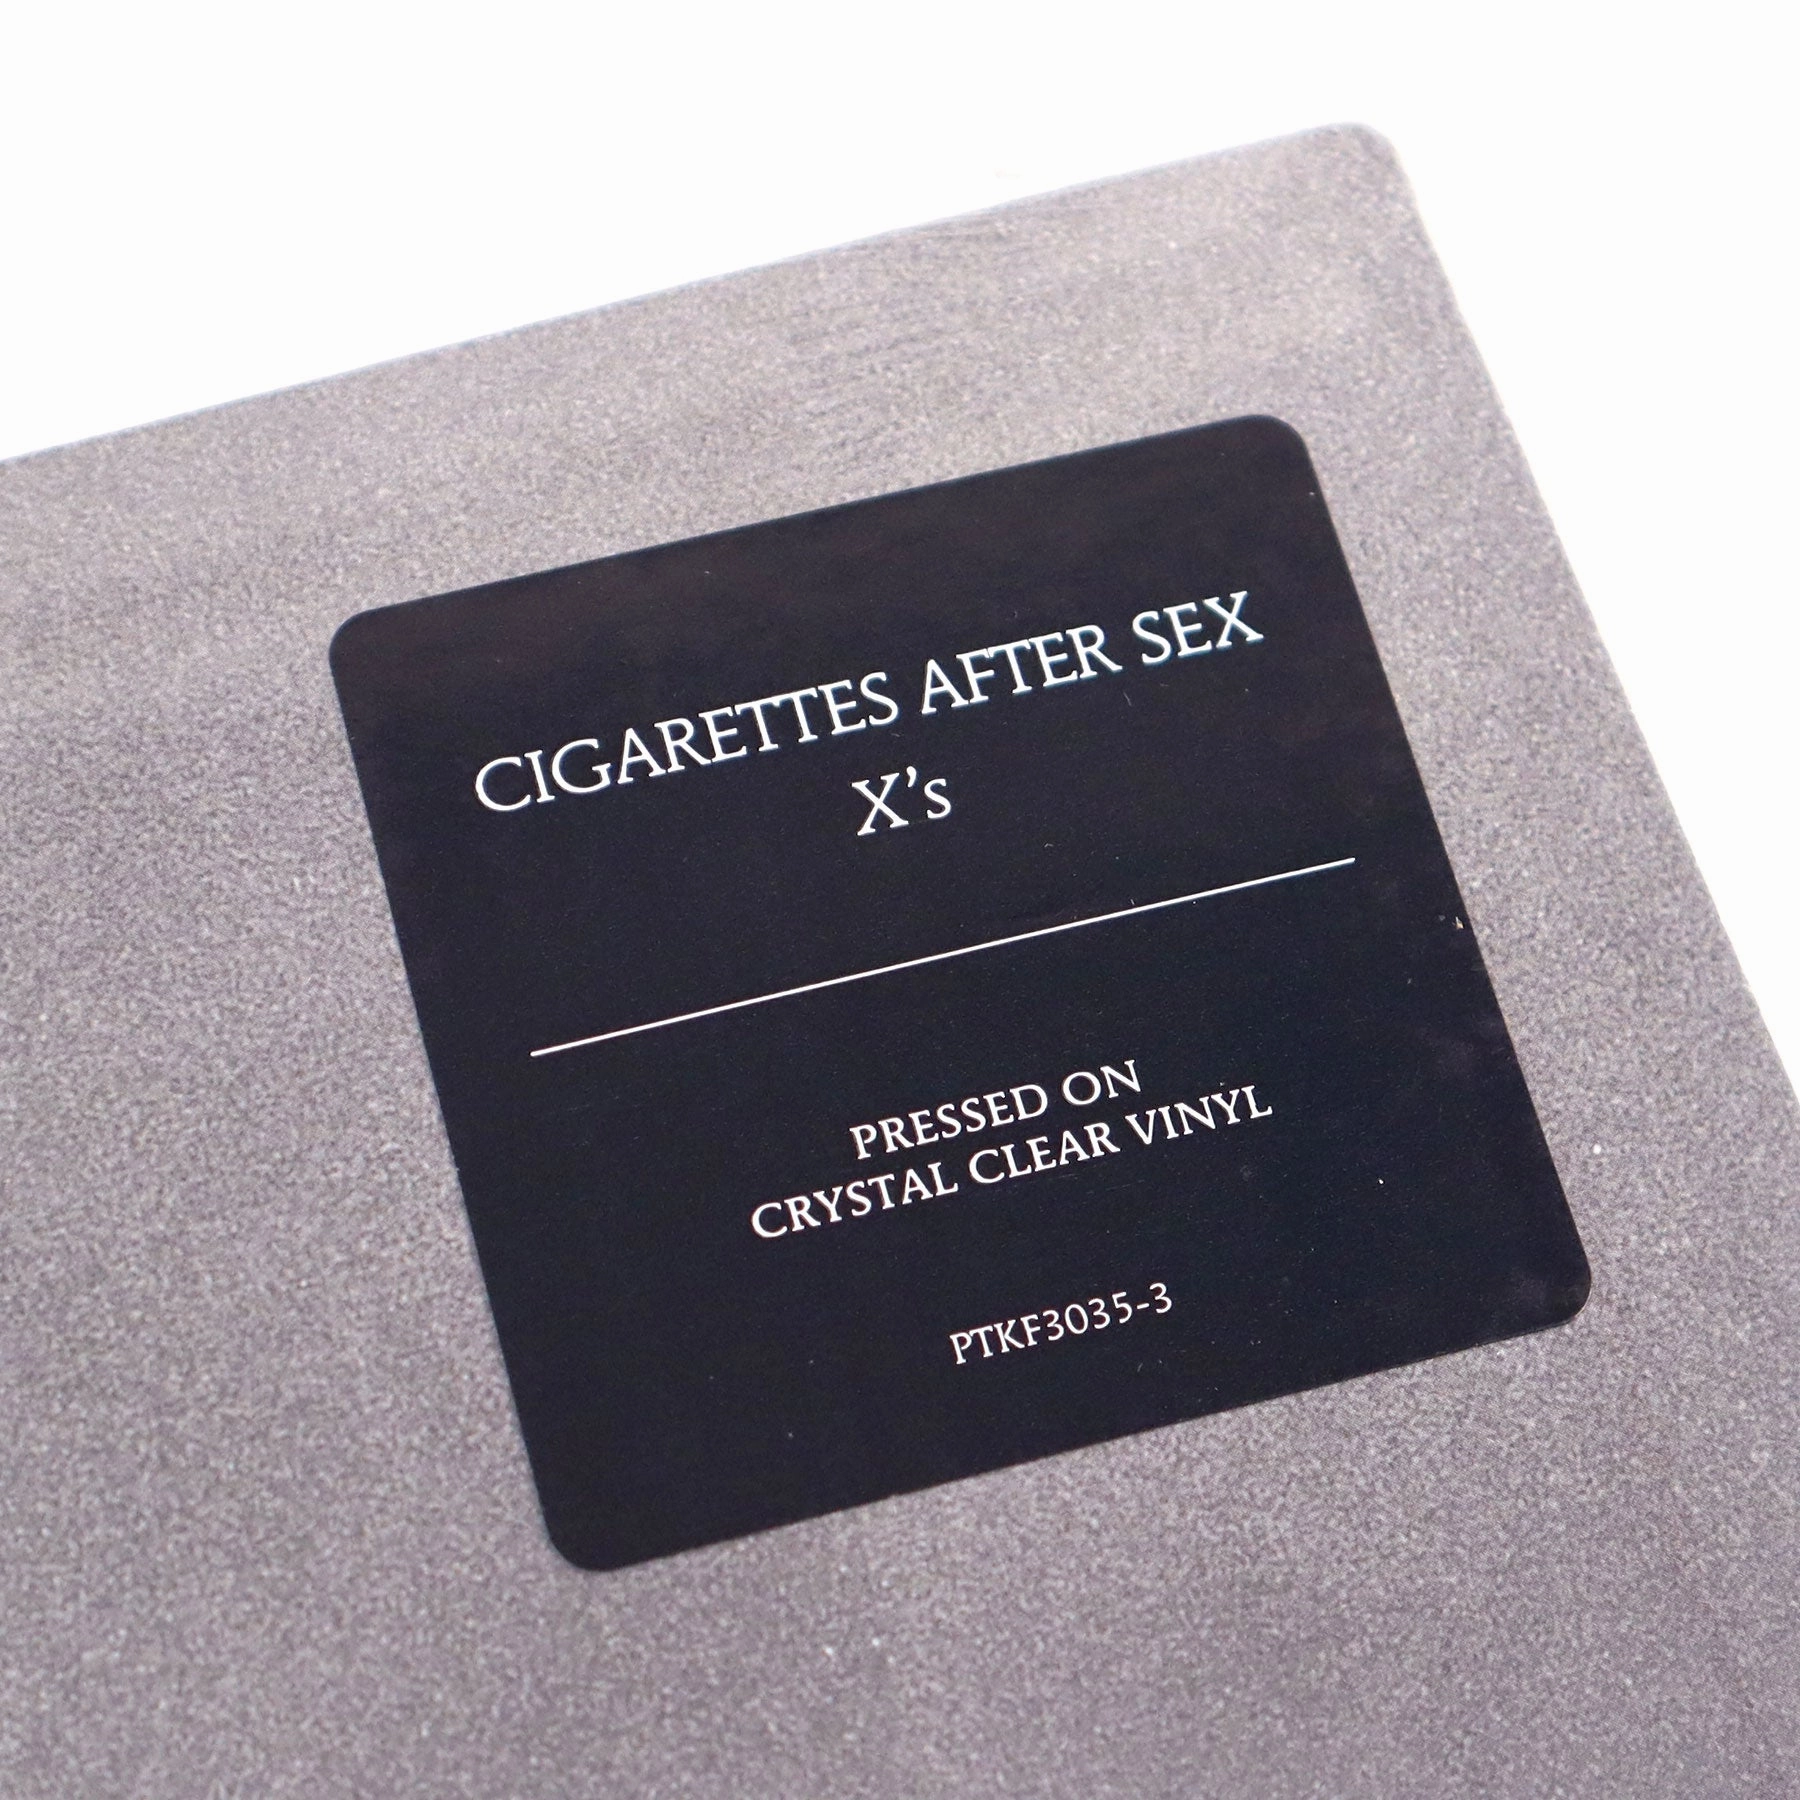 CIGARETTES AFTER SEX
X’s
PRESSED ON
CRYSTAL CLEAR VINYL
PTKF3035-3